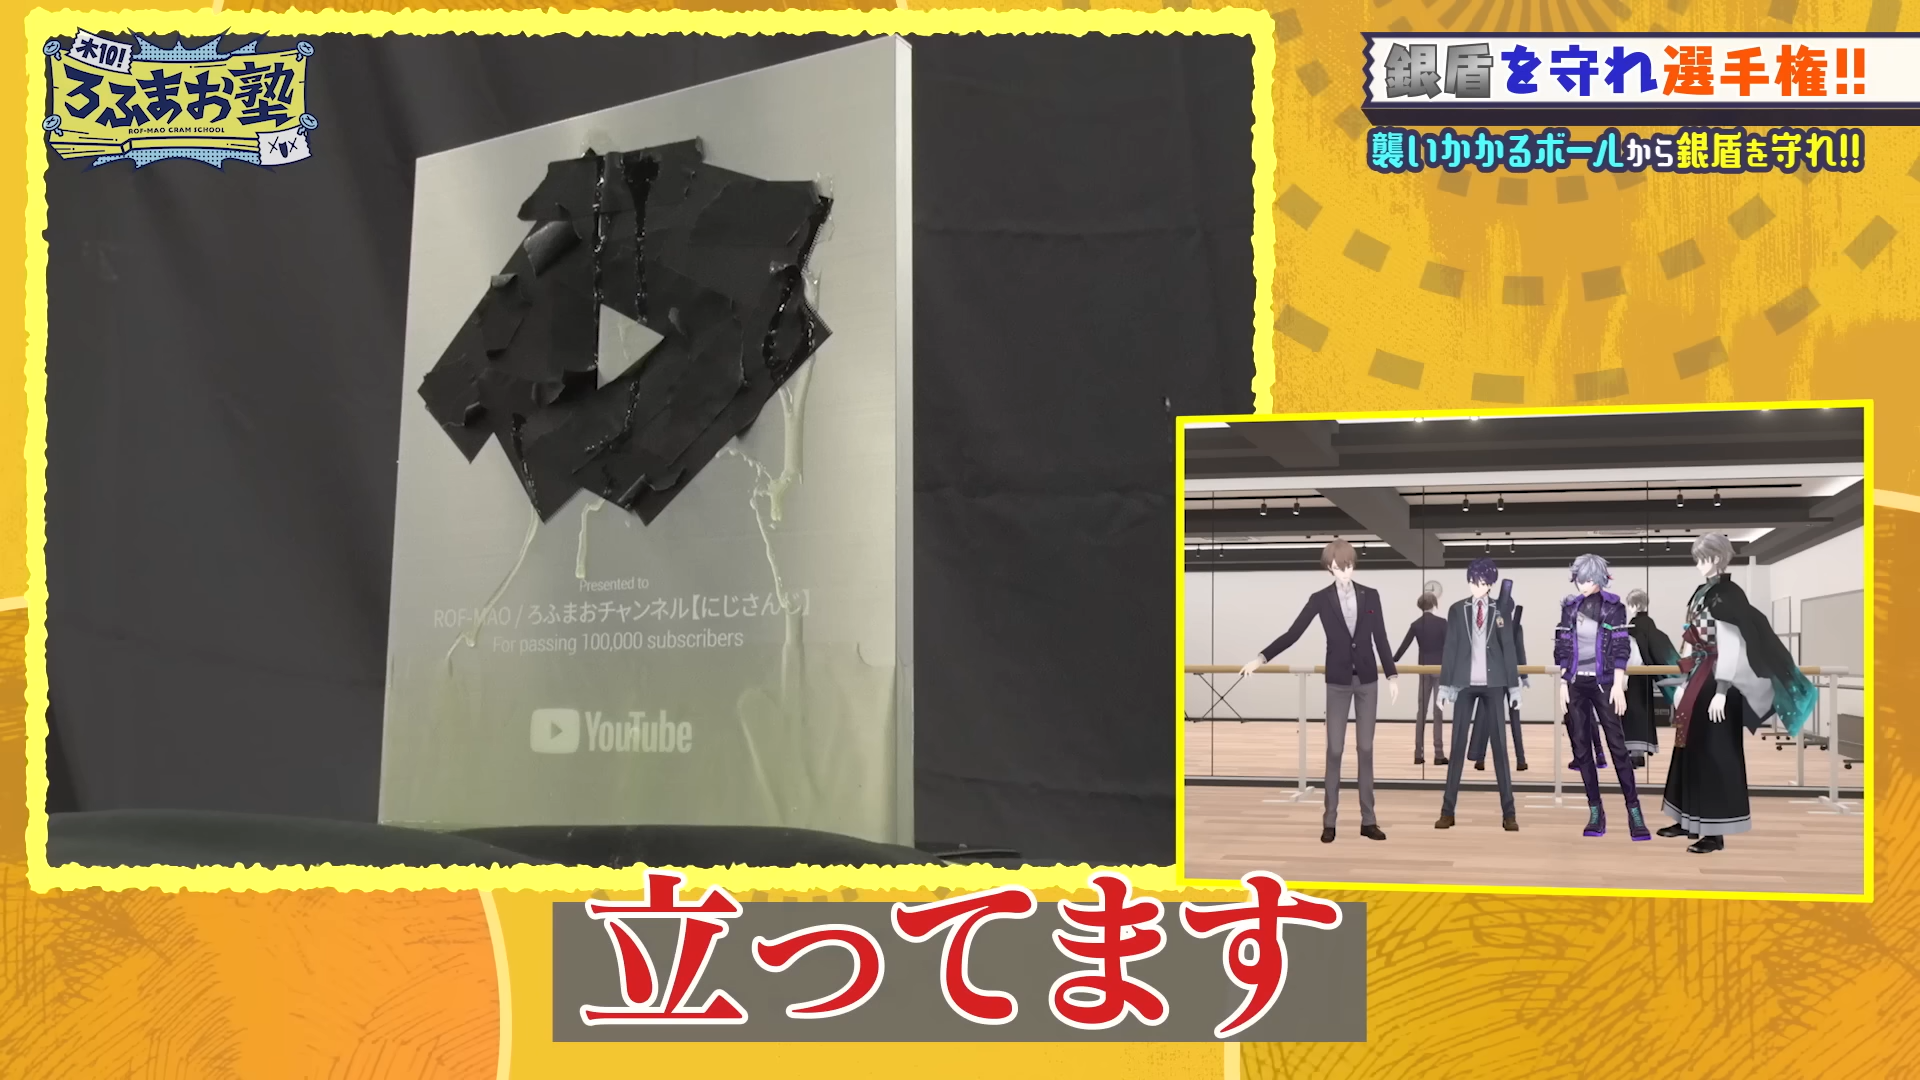 木10!
ろふまお塾
ROF-MAO CRAM SCHOOL
銀盾を守れ選手権!!
襲いかかるボールから銀盾を守れ!!
Presented to
ROF-MAO / ろふまおチャンネル【にじさんじ】
For passing 100,000 subscribers
YouTube
立ってます